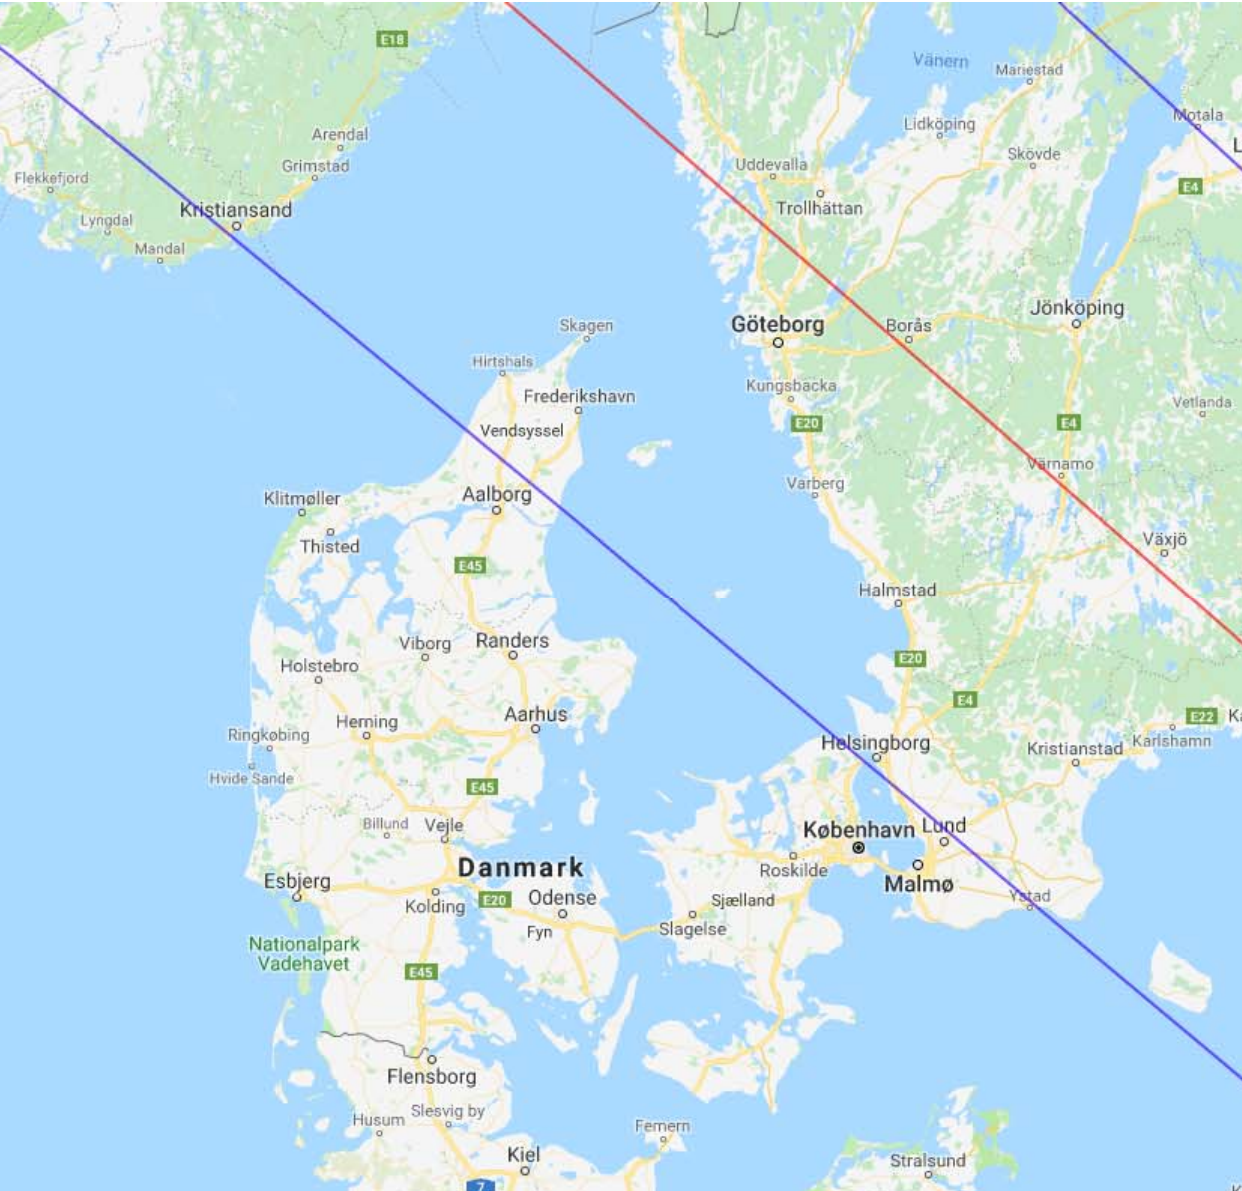 E18
Vänern
Mariestad
Motala
L
Lidköping
Arendal
Skövde
Grimstad
Uddevalla
Flekkefjord
E4
Trollhättan
Kristiansand
Lyngdal
Mandal
Jönköping
Göteborg
Borås
Skagen
Hirtshals
Kungsbacka
Frederikshavn
Vetlanda
E20
E4
Vendsyssel
Värnamo
Varberg
Aalborg
Klitmøller
Växjö
Thisted
E45
Halmstad
Viborg
Randers
Holstebro
E20
E4
Aarhus
E22
Ka
Herning
Ringkøbing
Helsingborg
Kristianstad
Karlshamn
Hvide Sande
E45
Billund
Vejle
København
Lund
Danmark
Roskilde
Esbjerg
Malmø
Kolding
E20
Odense
Sjælland
Ystad
Fyn
Slagelse
Nationalpark
Vadehavet
E45
Flensborg
Slesvig by
Husum
Femern
Kiel
Stralsund
7
K